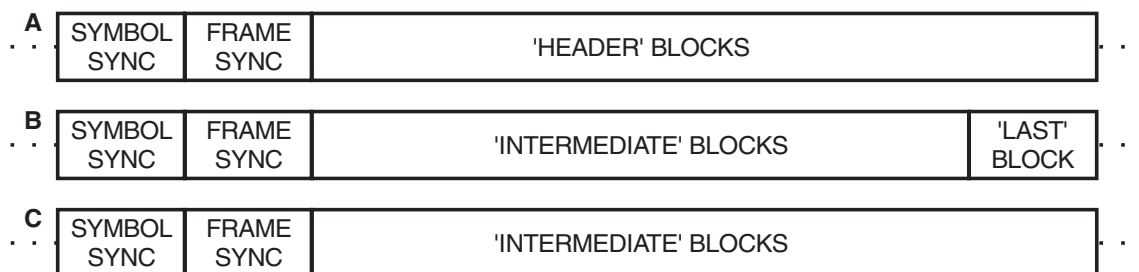 A
SYMBOL SYNC
FRAME SYNC
'HEADER' BLOCKS
B
SYMBOL SYNC
FRAME SYNC
'INTERMEDIATE' BLOCKS
'LAST' BLOCK
C
SYMBOL SYNC
FRAME SYNC
'INTERMEDIATE' BLOCKS